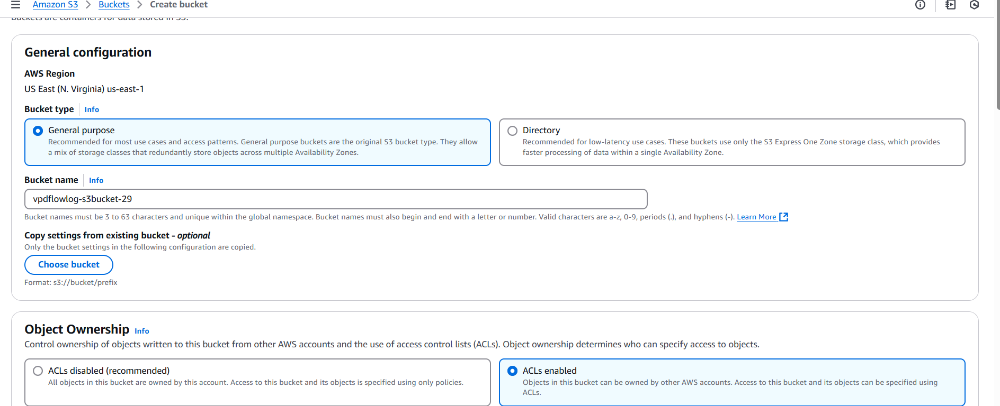 Amazon S3 > Buckets > Create bucket
Buckets are containers for data stored in S3.
General configuration
AWS Region
US East (N. Virginia) us-east-1
Bucket type Info
General purpose
Recommended for most use cases and access patterns. General purpose buckets are the original S3 bucket type. They allow
a mix of storage classes that redundantly store objects across multiple Availability Zones.
Directory
Recommended for low-latency use cases. These buckets use only the S3 Express One Zone storage class, which provides
faster processing of data within a single Availability Zone.
Bucket name Info
vpdflowlog-s3bucket-29
Bucket names must be 3 to 63 characters and unique within the global namespace. Bucket names must also begin and end with a letter or number. Valid characters are a-z, 0-9, periods (.), and hyphens (-). Learn More
Copy settings from existing bucket - optional
Only the bucket settings in the following configuration are copied.
Choose bucket
Format: s3://bucket/prefix
Object Ownership Info
Control ownership of objects written to this bucket from other AWS accounts and the use of access control lists (ACLs). Object ownership determines who can specify access to objects.
ACLs disabled (recommended)
All objects in this bucket are owned by this account. Access to this bucket and its objects is specified using only policies.
ACLs enabled
Objects in this bucket can be owned by other AWS accounts. Access to this bucket and its objects can be specified using
ACLs.